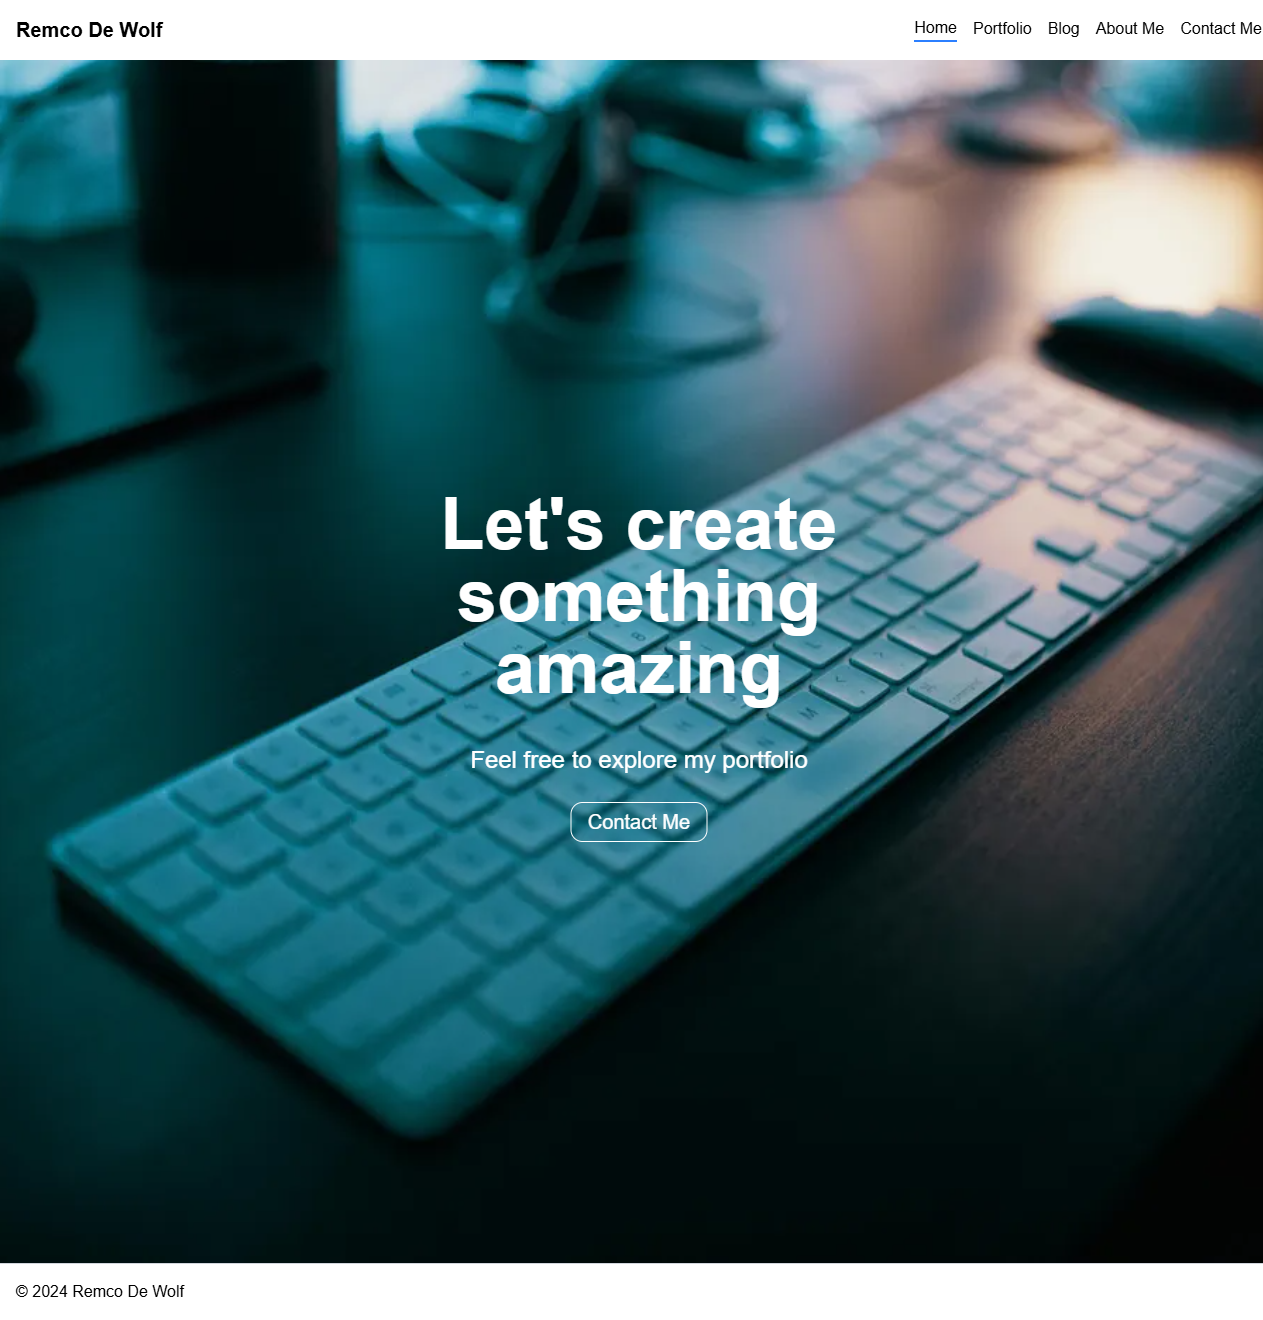 Remco De Wolf
Home Portfolio Blog About Me Contact Me
Let's create
something
amazing
Feel free to explore my portfolio
Contact Me
© 2024 Remco De Wolf